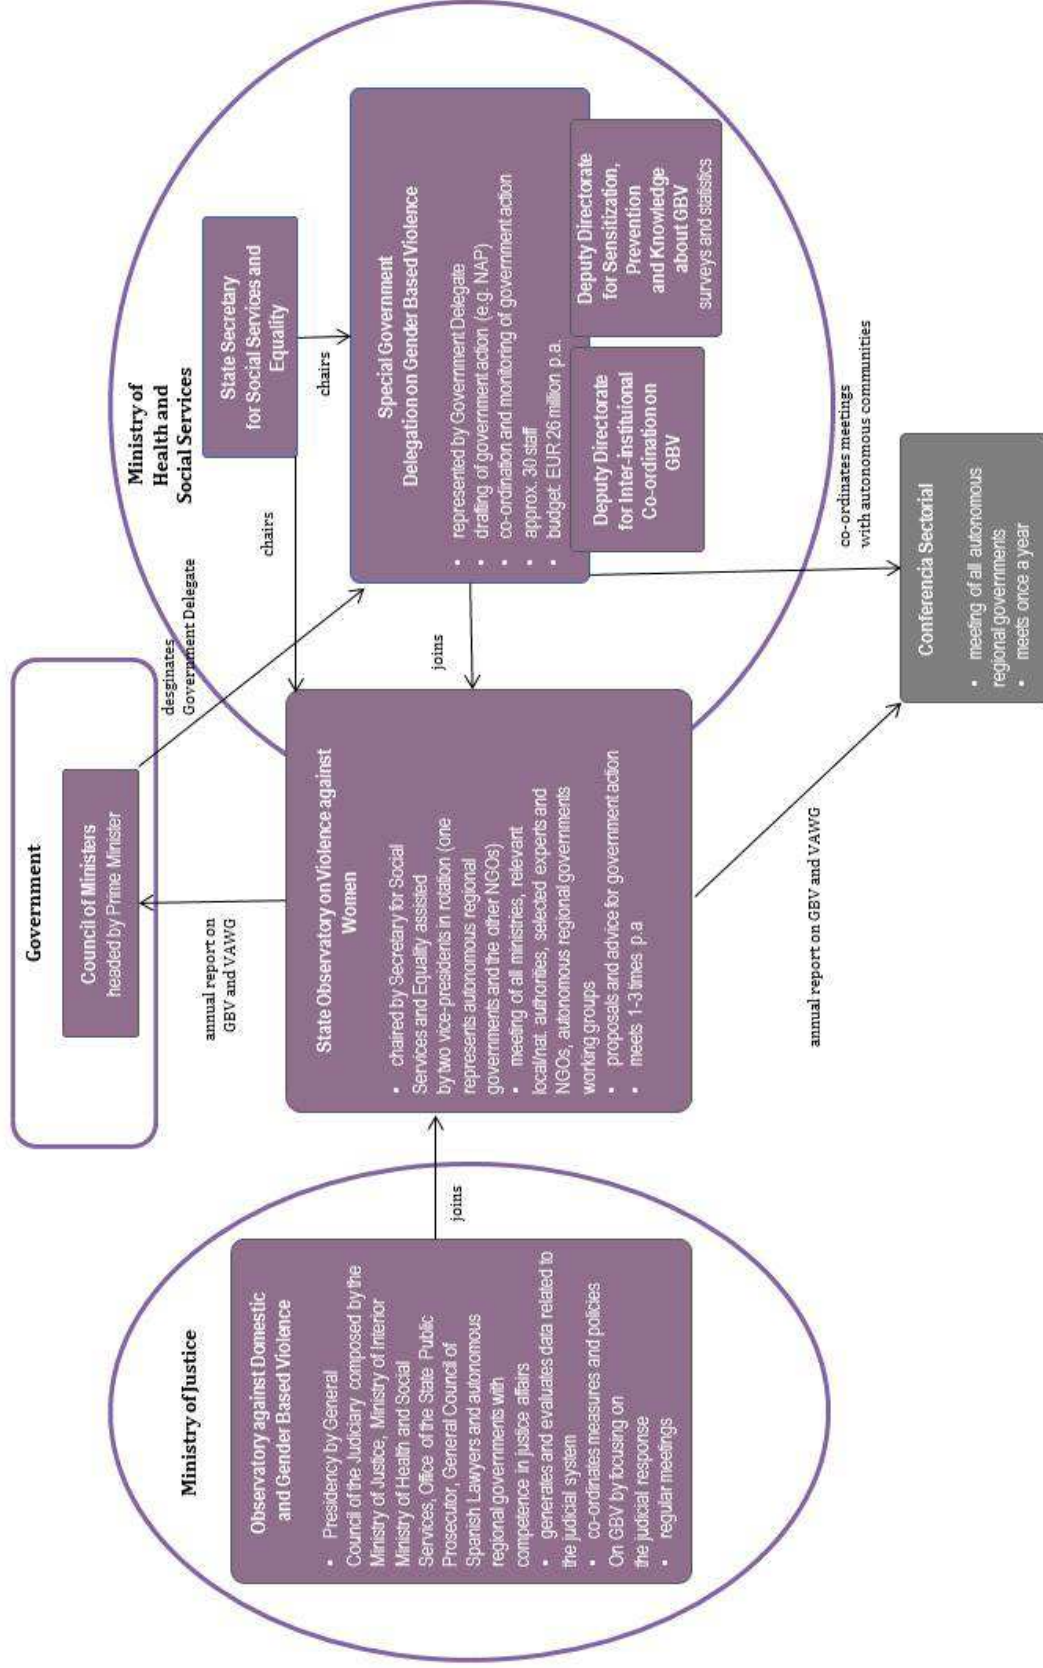 Government
Council of Ministers
headed by Prime Minister
Ministry of
Health and
Social Services
State Secretary
for Social Services and
Equality
desginates
Government Delegate
chairs
chairs
Special Government
Delegation on Gender Based Violence
• represented by Government Delegate
• drafting of government action (e.g. NAP)
• co-ordination and monitoring of government action
• approx. 30 staff
• budget: EUR 26 million p.a.
Deputy Directorate
for Inter-instituional
Co-ordination on
GBV
Deputy Directorate
for Sensitization,
Prevention
and Knowledge
about GBV
surveys and statistics
joins
annual report on
GBV and VAWG
State Observatory on Violence against
Women
• chaired by Secretary for Social
Services and Equality assisted
by two vice-presidents in rotation (one
represents autonomous regional
governments and the other NGOs)
• meeting of all ministries, relevant
local/nat. authorities, selected experts and
NGOs, autonomous regional governments
working groups
• proposals and advice for government action
• meets 1-3 times p.a
Ministry of Justice
Observatory against Domestic
and Gender Based Violence
• Presidency by General
Council of the Judiciary composed by the
Ministry of Justice, Ministry of Interior
Ministry of Health and Social
Services, Office of the State Public
Prosecutor, General Council of
Spanish Lawyers and autonomous
regional governments with
competence in justice affairs
• generates and evaluates data related to
the judicial system
• co-ordinates measures and policies
On GBV by focusing on
the judicial response
• regular meetings
joins
annual report on GBV and VAWG
co-ordinates meetings
with autonomous communities
Conferencia Sectorial
• meeting of all autonomous
regional governments
• meets once a year